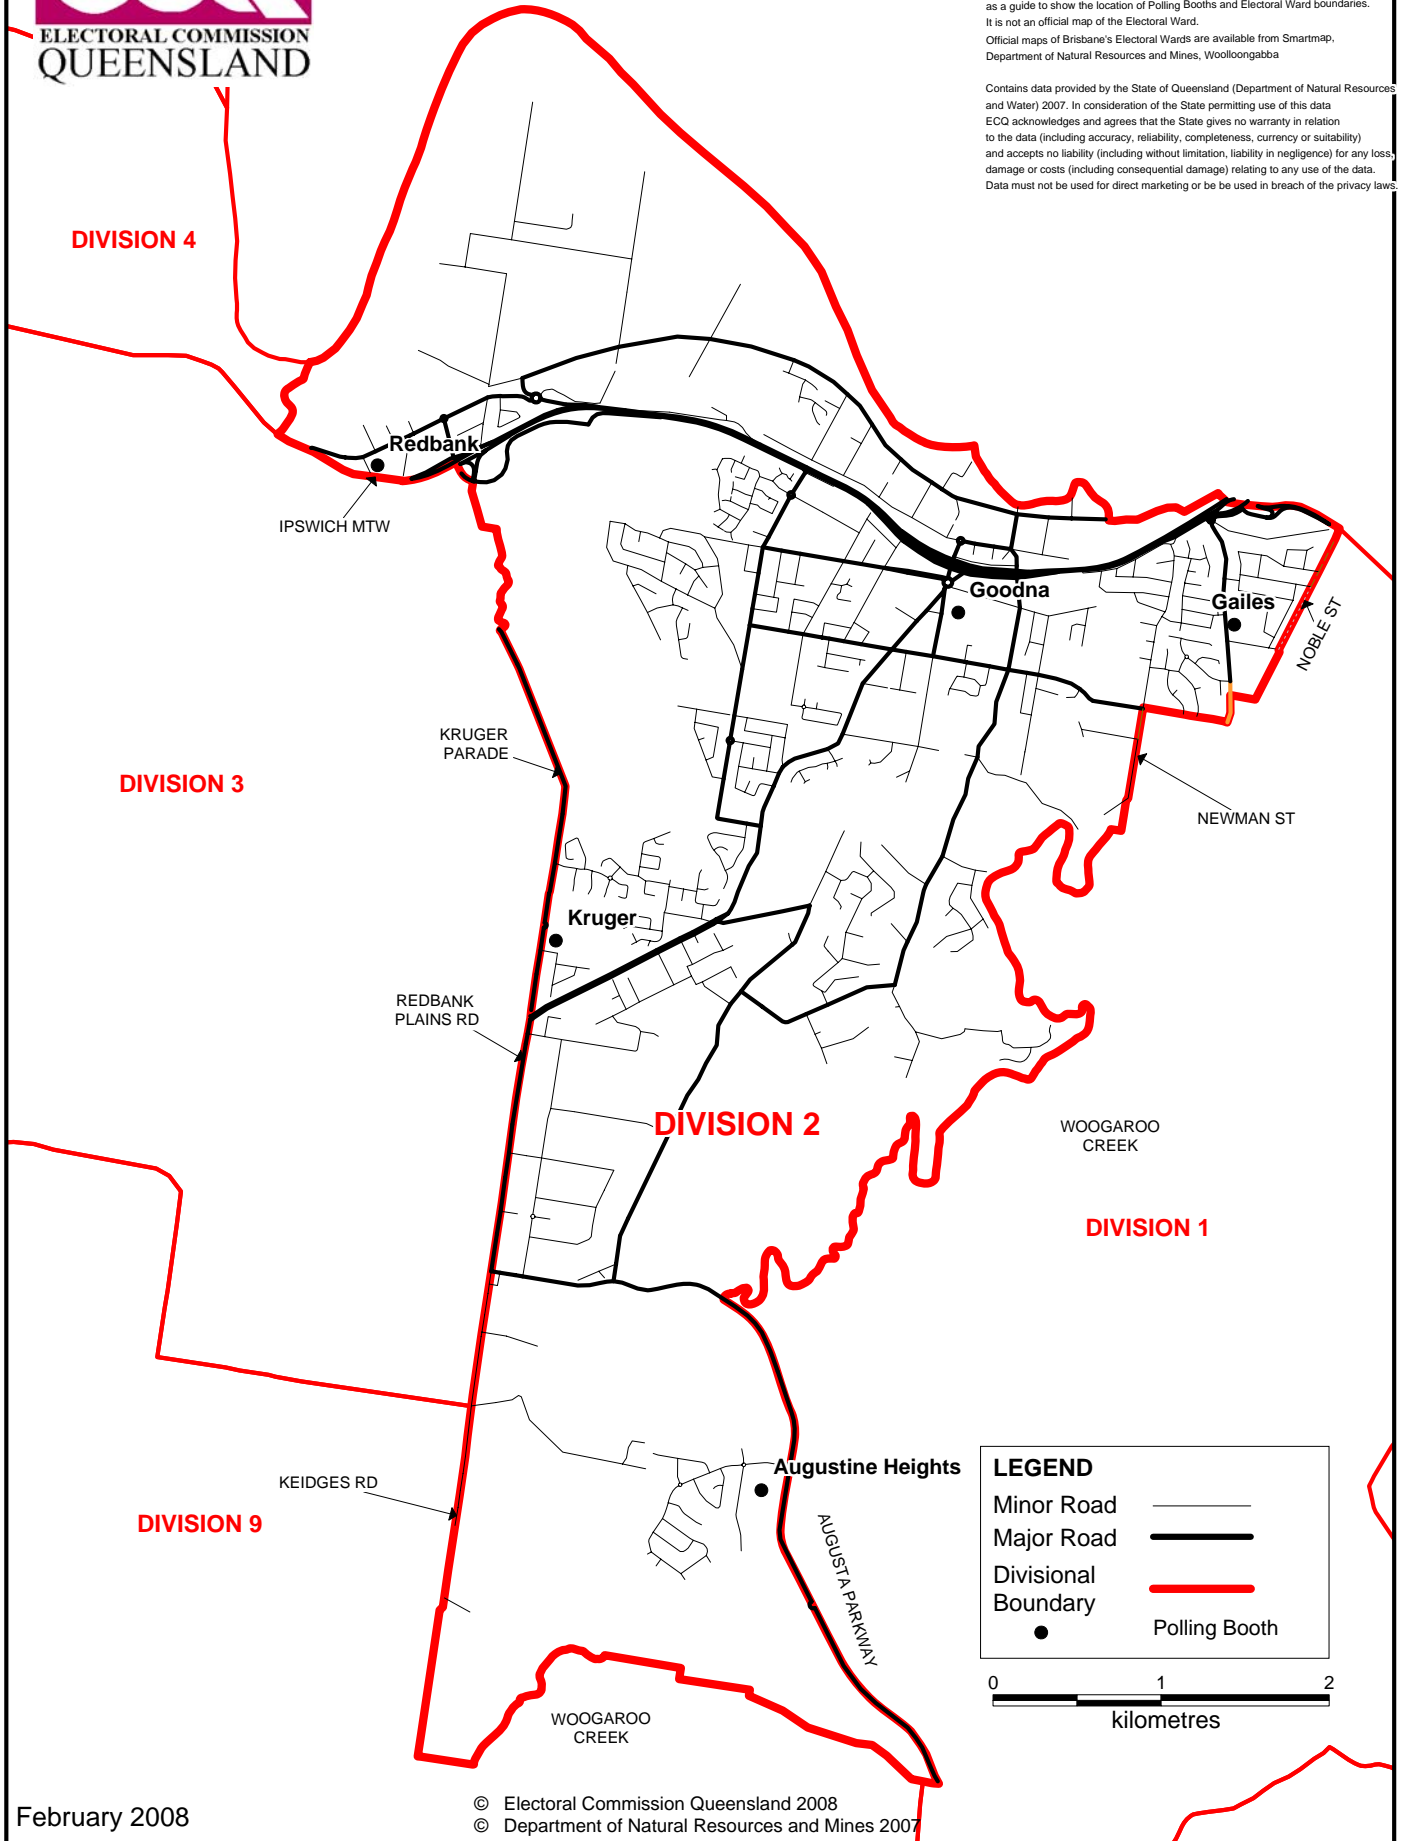 ELECTORAL COMMISSION
QUEENSLAND
as a guide to show the location of Polling Booths and Electoral Ward boundaries.
It is not an official map of the Electoral Ward.
Official maps of Brisbane's Electoral Wards are available from Smartmap,
Department of Natural Resources and Mines, Woolloongabba
Contains data provided by the State of Queensland (Department of Natural Resources
and Water) 2007. In consideration of the State permitting use of this data
ECQ acknowledges and agrees that the State gives no warranty in relation
to the data (including accuracy, reliability, completeness, currency or suitability)
and accepts no liability (including without limitation, liability in negligence) for any loss,
damage or costs (including consequential damage) relating to any use of the data.
Data must not be used for direct marketing or be be used in breach of the privacy laws.
DIVISION 4
Redbank
IPSWICH MTW
Goodna
Gailes
NOBLE ST
KRUGER
PARADE
DIVISION 3
NEWMAN ST
Kruger
REDBANK
PLAINS RD
DIVISION 2
WOOGAROO
CREEK
DIVISION 1
Augustine Heights
KEIDGES RD
DIVISION 9
AUGUSTA PARKWAY
LEGEND
Minor Road
Major Road
Divisional
Boundary
Polling Booth
0 1 2
kilometres
WOOGAROO
CREEK
February 2008
© Electoral Commission Queensland 2008
© Department of Natural Resources and Mines 2007